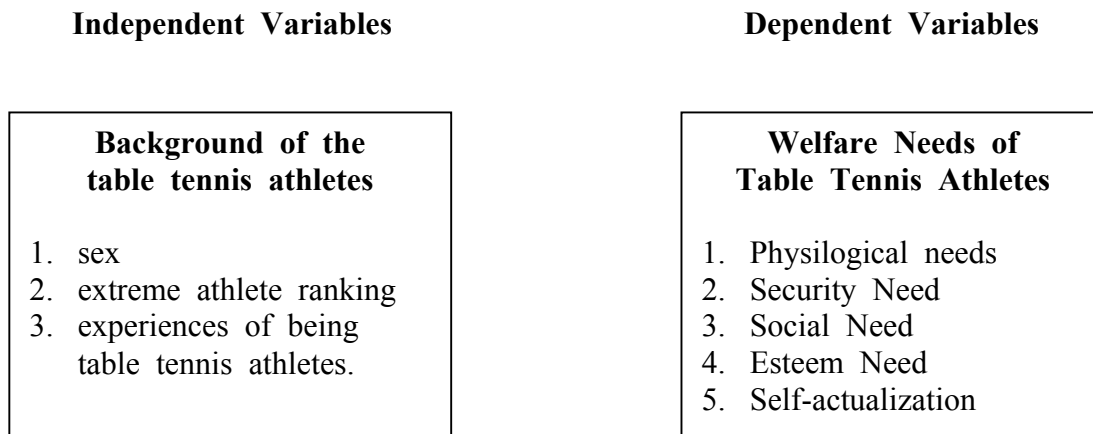 Independent Variables
Background of the
table tennis athletes
1. sex
2. extreme athlete ranking
3. experiences of being
table tennis athletes.
Dependent Variables
Welfare Needs of
Table Tennis Athletes
1. Physilogical needs
2. Security Need
3. Social Need
4. Esteem Need
5. Self-actualization